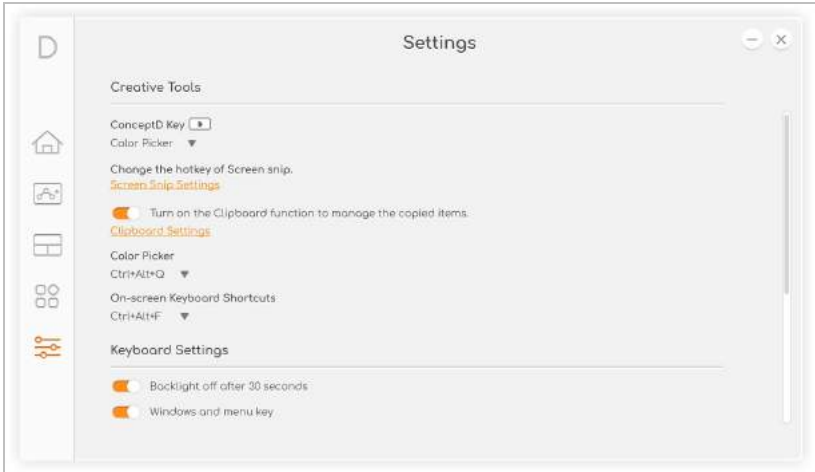 D
Settings
Creative Tools
ConceptD Key
Color Picker
Change the hotkey of Screen snip.
Screen Snip Settings
Turn on the Clipboard function to manage the copied items.
Clipboard Settings
Color Picker
Ctrl+Alt+Q
On-screen Keyboard Shortcuts
Ctrl+Alt+F
Keyboard Settings
Backlight off after 30 seconds
Windows and menu key